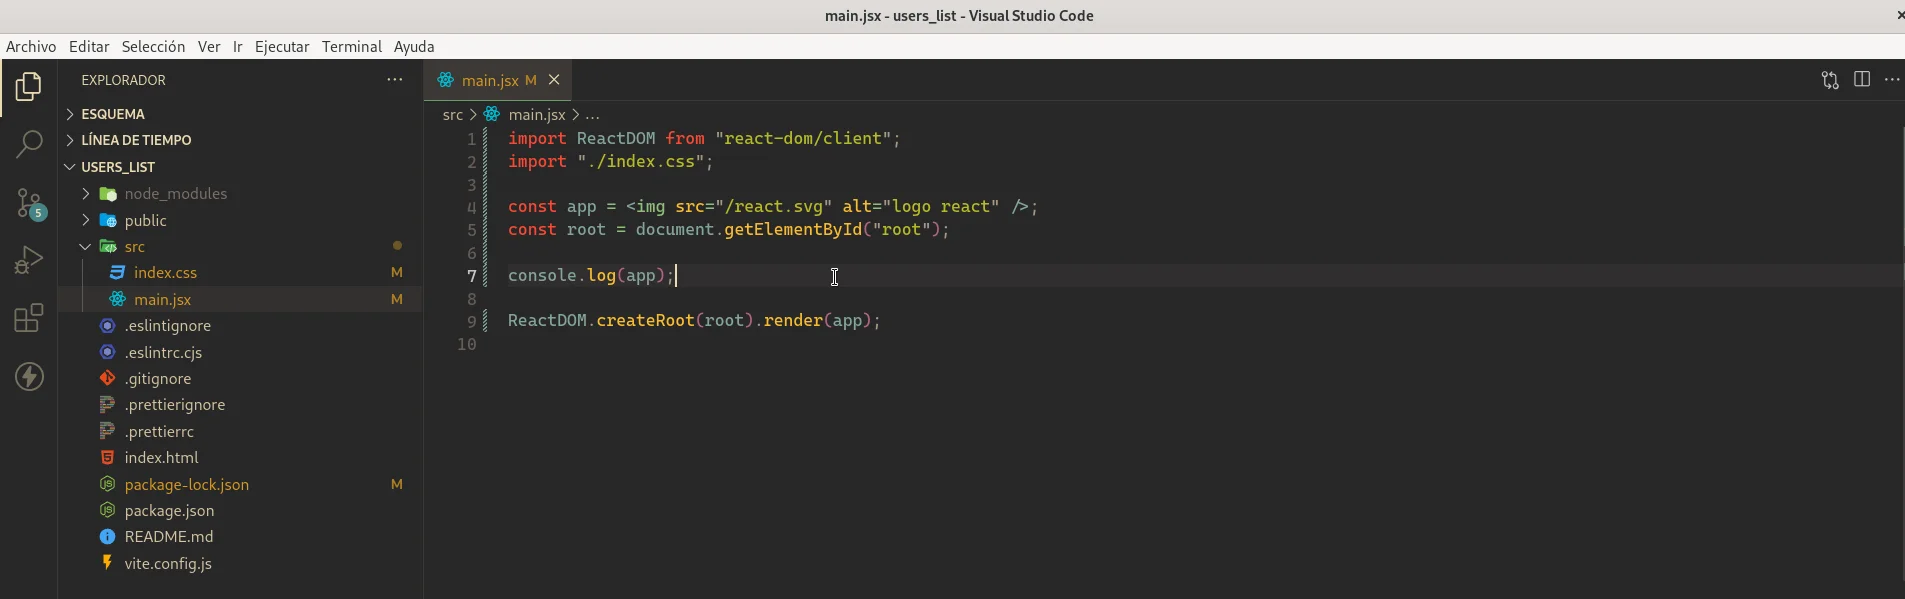 main.jsx - users_list - Visual Studio Code
Archivo Editar Selección Ver Ir Ejecutar Terminal Ayuda
EXPLORADOR
ESQUEMA
LÍNEA DE TIEMPO
USERS_LIST
node_modules
public
src
index.css M
main.jsx M
.eslintignore
.eslintrc.cjs
.gitignore
.prettierignore
.prettierrc
index.html
package-lock.json M
package.json
README.md
vite.config.js
5
main.jsx M
src > main.jsx > ...
1 import ReactDOM from "react-dom/client";
2 import "./index.css";
3
4 const app = <img src="/react.svg" alt="logo react" />;
5 const root = document.getElementById("root");
6
7 console.log(app);
8
9 ReactDOM.createRoot(root).render(app);
10